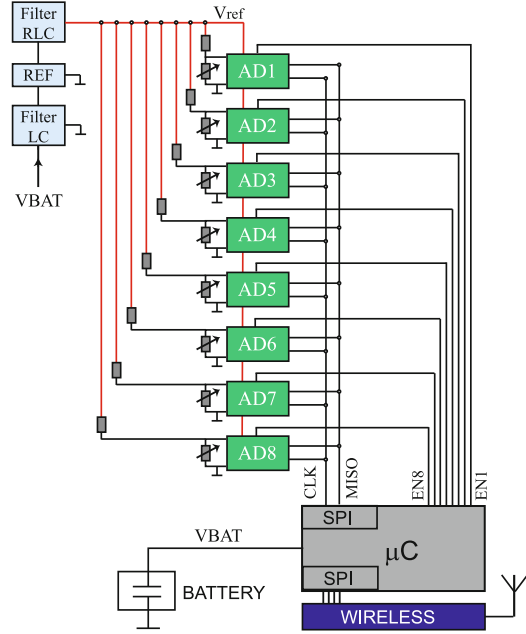 Filter
RLC
Vref
REF
Filter
LC
VBAT
AD1
AD2
AD3
AD4
AD5
AD6
AD7
AD8
CLK
MISO
EN8
EN1
SPI
μC
VBAT
SPI
BATTERY
WIRELESS